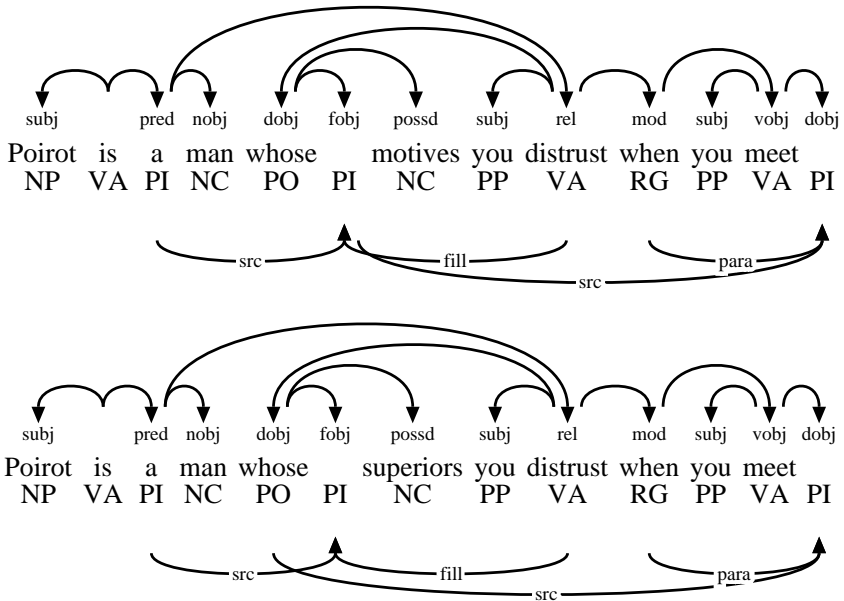 subj pred nobj dobj fobj possd subj rel mod subj vobj dobj
Poirot is a man whose motives you distrust when you meet
NP VA PI NC PO PI NC PP VA RG PP VA PI
src fill para
src
subj pred nobj dobj fobj possd subj rel mod subj vobj dobj
Poirot is a man whose superiors you distrust when you meet
NP VA PI NC PO PI NC PP VA RG PP VA PI
src fill para
src